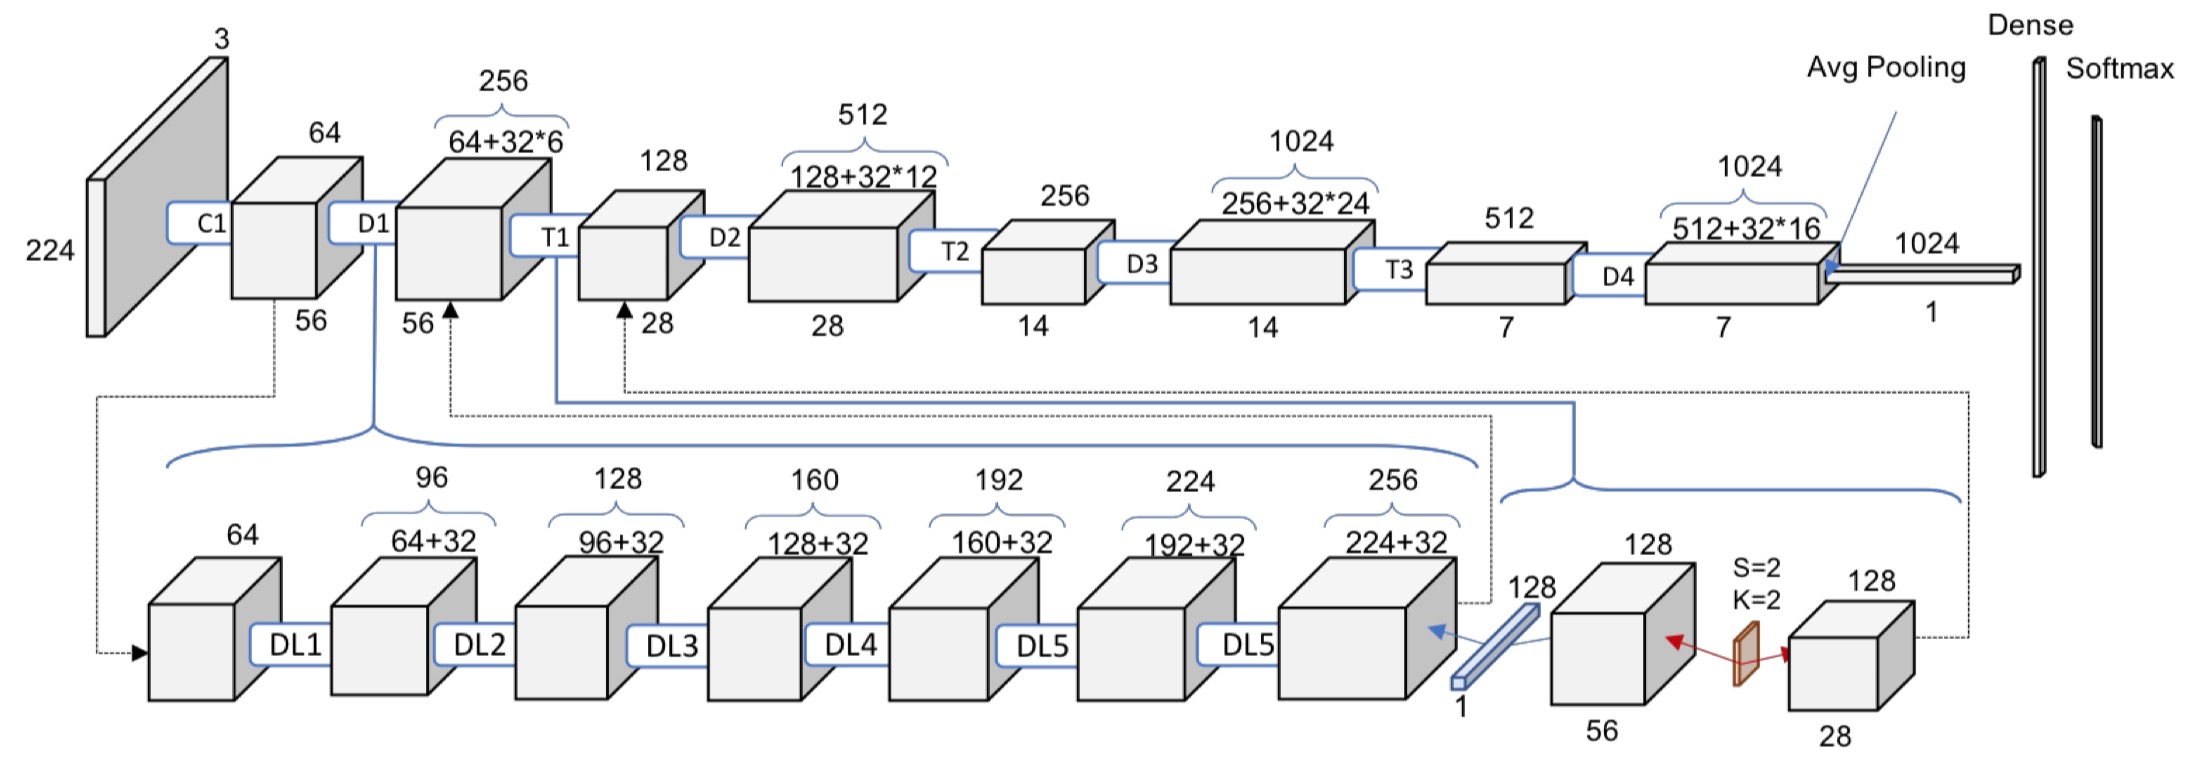 Dense
3
Avg Pooling
Softmax
256
512
64
64+32*6
128
128+32*12
256
1024
256+32*24
512
1024
512+32*16
1024
C1
D1
T1
D2
T2
D3
T3
D4
224
56
56
28
28
14
14
7
7
1
96
128
160
192
224
256
64
64+32
96+32
128+32
160+32
192+32
224+32
128
128
S=2
K=2
128
DL1
DL2
DL3
DL4
DL5
DL5
1
56
28